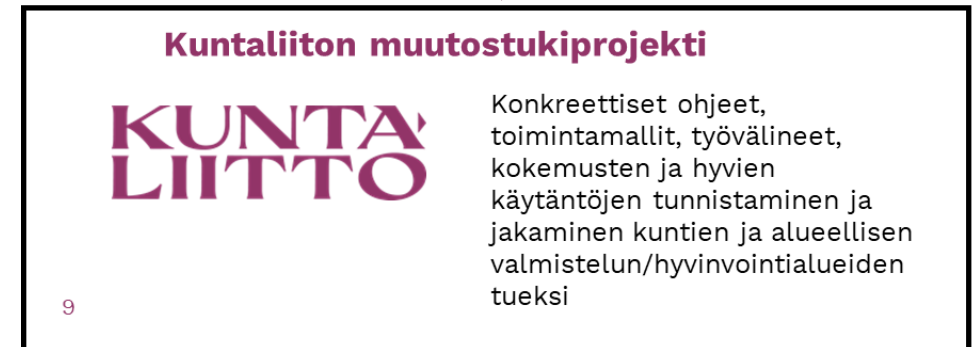 Kuntaliiton muutostukiprojekti
KUNTA
LIITTO
Konkreettiset ohjeet,
toimintamallit, työvälineet,
kokemusten ja hyvien
käytäntöjen tunnistaminen ja
jakaminen kuntien ja alueellisen
valmistelun/hyvinvointialueiden
tueksi
9